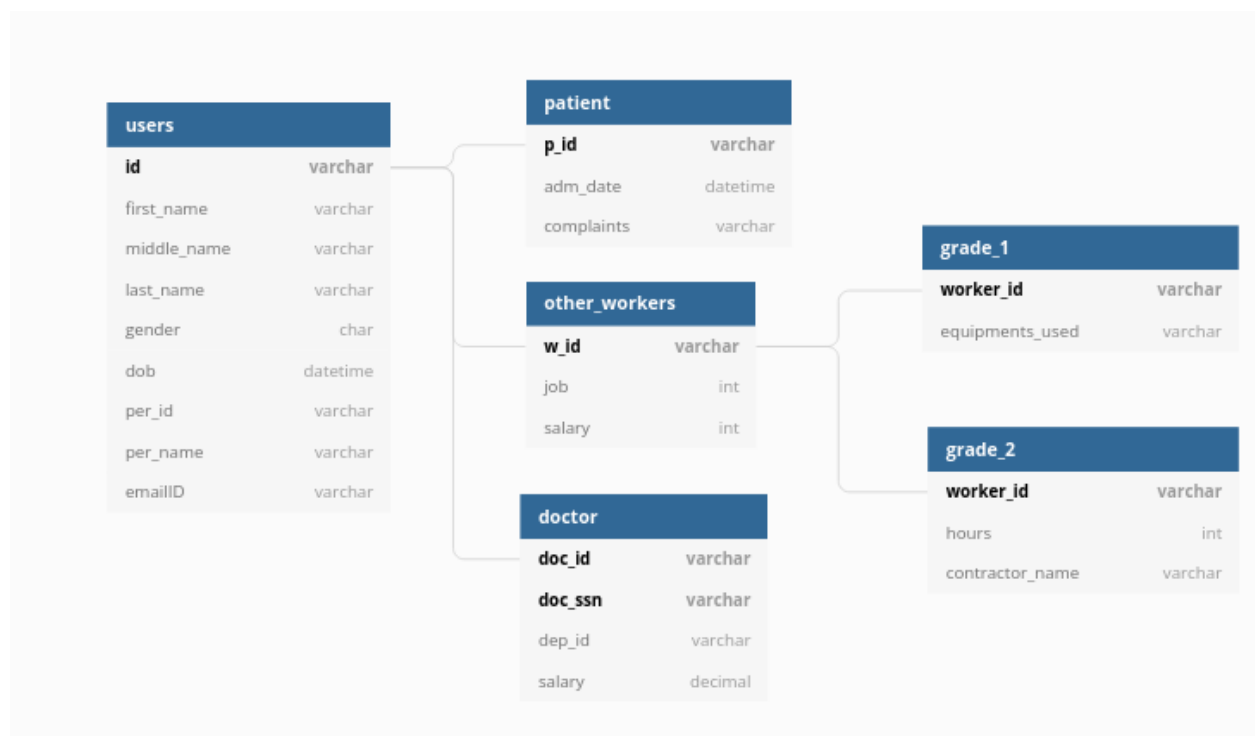 users
id varchar
first_name varchar
middle_name varchar
last_name varchar
gender char
dob datetime
per_id varchar
per_name varchar
emailID varchar
patient
p_id varchar
adm_date datetime
complaints varchar
other_workers
w_id varchar
job int
salary int
doctor
doc_id varchar
doc_ssn varchar
dep_id varchar
salary decimal
grade_1
worker_id varchar
equipments_used varchar
grade_2
worker_id varchar
hours int
contractor_name varchar